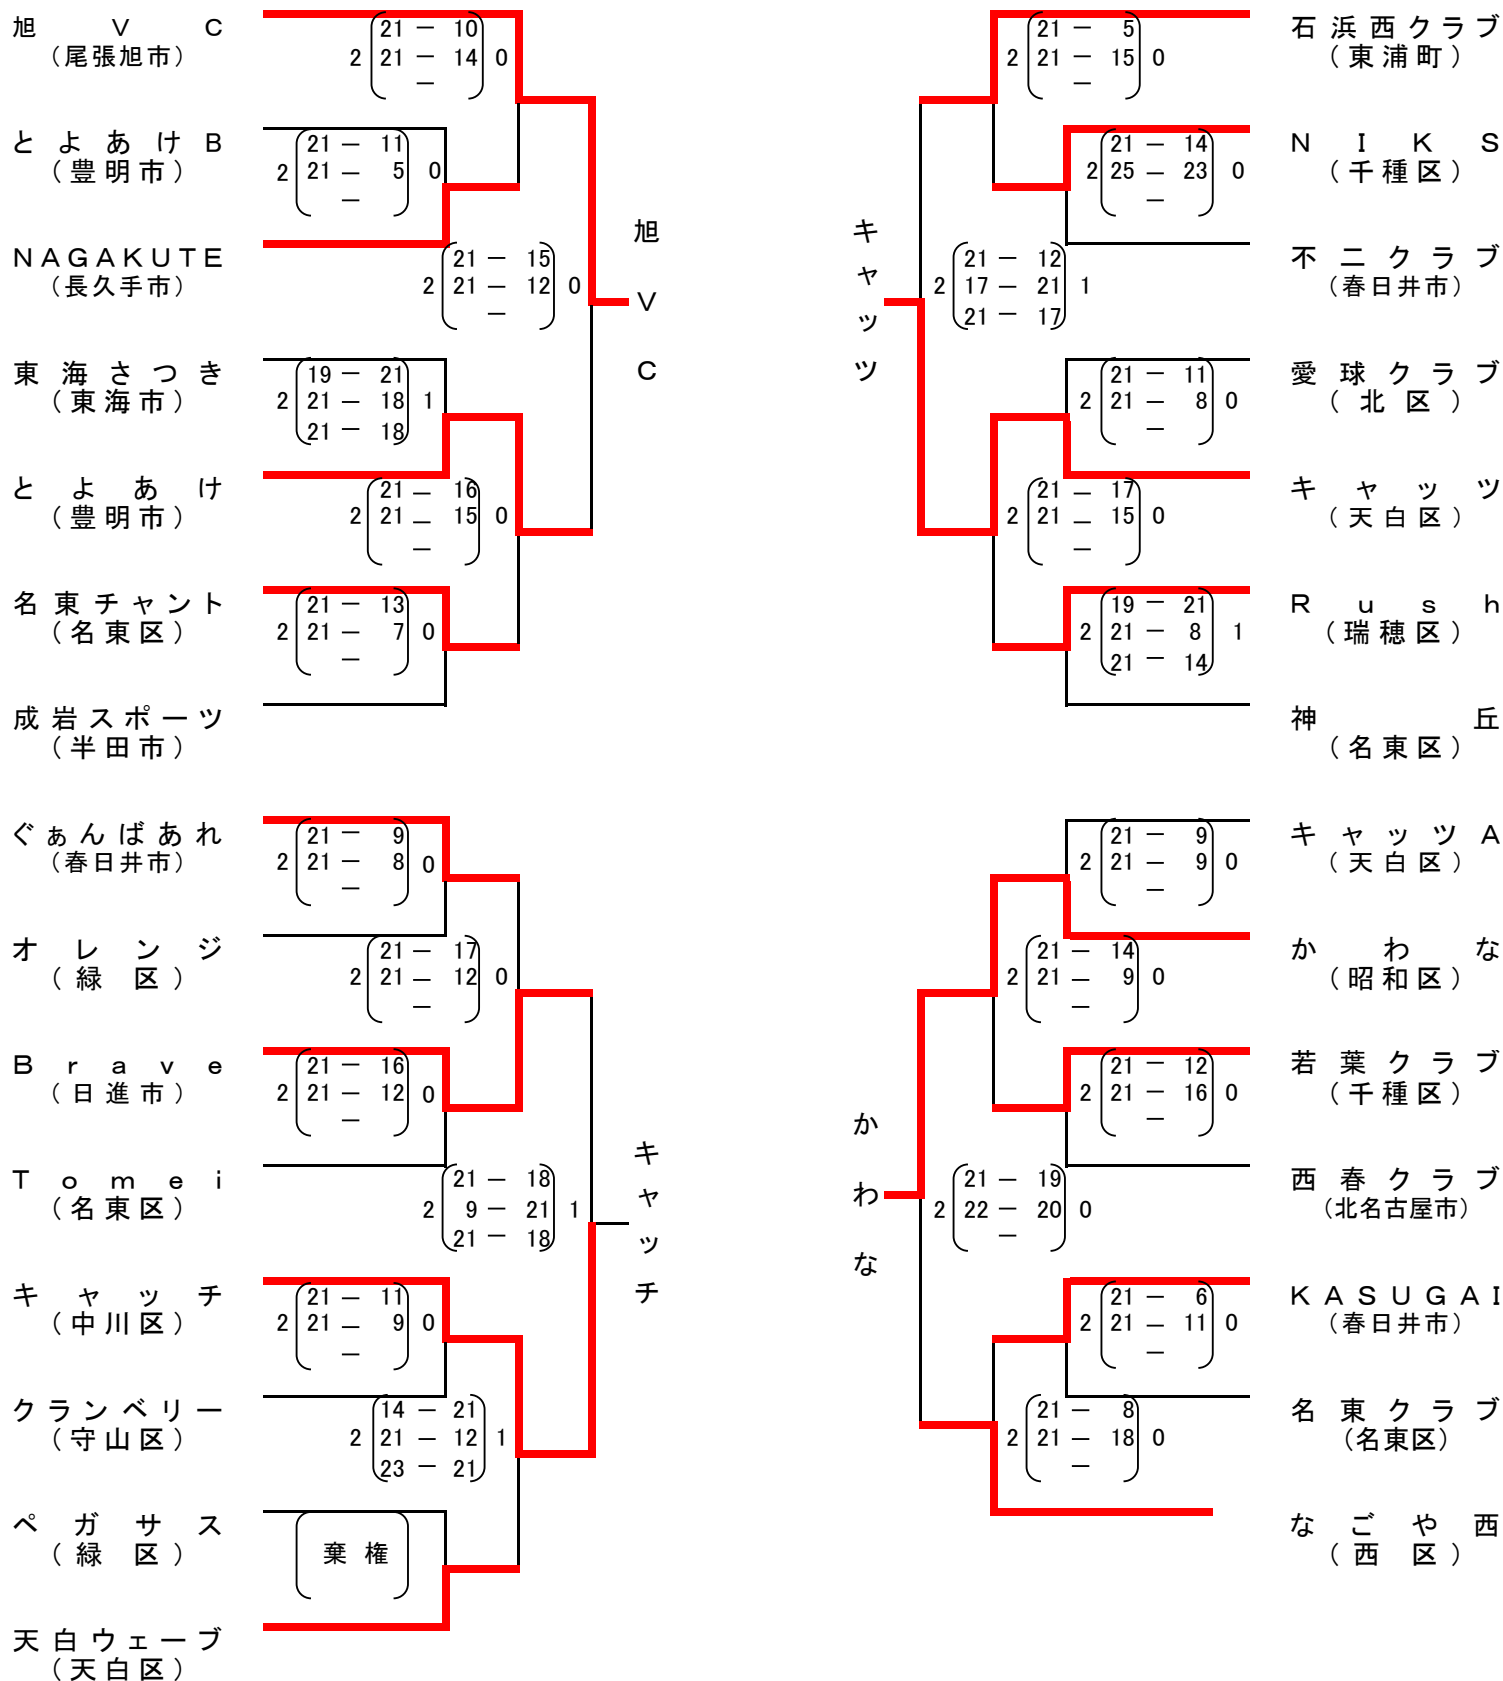 旭 V C
(尾張旭市)
2 21 － 10 0
21 － 14
－
とよあけB
(豊明市)
2 21 － 11 0
21 － 5
－
NAGAKUTE
(長久手市)
2 21 － 15 0
21 － 12
－
東海さつき
(東海市)
2 19 － 21 1
21 － 18
21 － 18
とよあけ
(豊明市)
2 21 － 16 0
21 － 15
－
名東チャント
(名東区)
2 21 － 13 0
21 － 7
－
成岩スポーツ
(半田市)
旭VC
ぐぁんばあれ
(春日井市)
2 21 － 9 0
21 － 8
－
オレンジ
(緑区)
2 21 － 17 0
21 － 12
－
Brave
(日進市)
2 21 － 16 0
21 － 12
－
Tomei
(名東区)
2 21 － 18 1
9 － 21
21 － 18
キャッチ
(中川区)
2 21 － 11 0
21 － 9
－
クランベリー
(守山区)
2 14 － 21 1
21 － 12
23 － 21
ペガサス
(緑区)
棄権
天白ウェーブ
(天白区)
キャッチ
石浜西クラブ
(東浦町)
2 21 － 5 0
21 － 15
－
NIKS
(千種区)
2 21 － 14 0
25 － 23
－
不二クラブ
(春日井市)
2 21 － 12 1
17 － 21
21 － 17
愛球クラブ
(北区)
2 21 － 11 0
21 － 8
－
キャッツ
(天白区)
2 21 － 17 0
21 － 15
－
Rush
(瑞穂区)
2 19 － 21 1
21 － 8
21 － 14
神丘
(名東区)
キャッツ
キャッツA
(天白区)
2 21 － 9 0
21 － 9
－
かわな
(昭和区)
2 21 － 14 0
21 － 9
－
若葉クラブ
(千種区)
2 21 － 12 0
21 － 16
－
西春クラブ
(北名古屋市)
2 21 － 19 0
22 － 20
－
KASUGAI
(春日井市)
2 21 － 6 0
21 － 11
－
名東クラブ
(名東区)
2 21 － 8 0
21 － 18
－
なごや西
(西区)
かわな